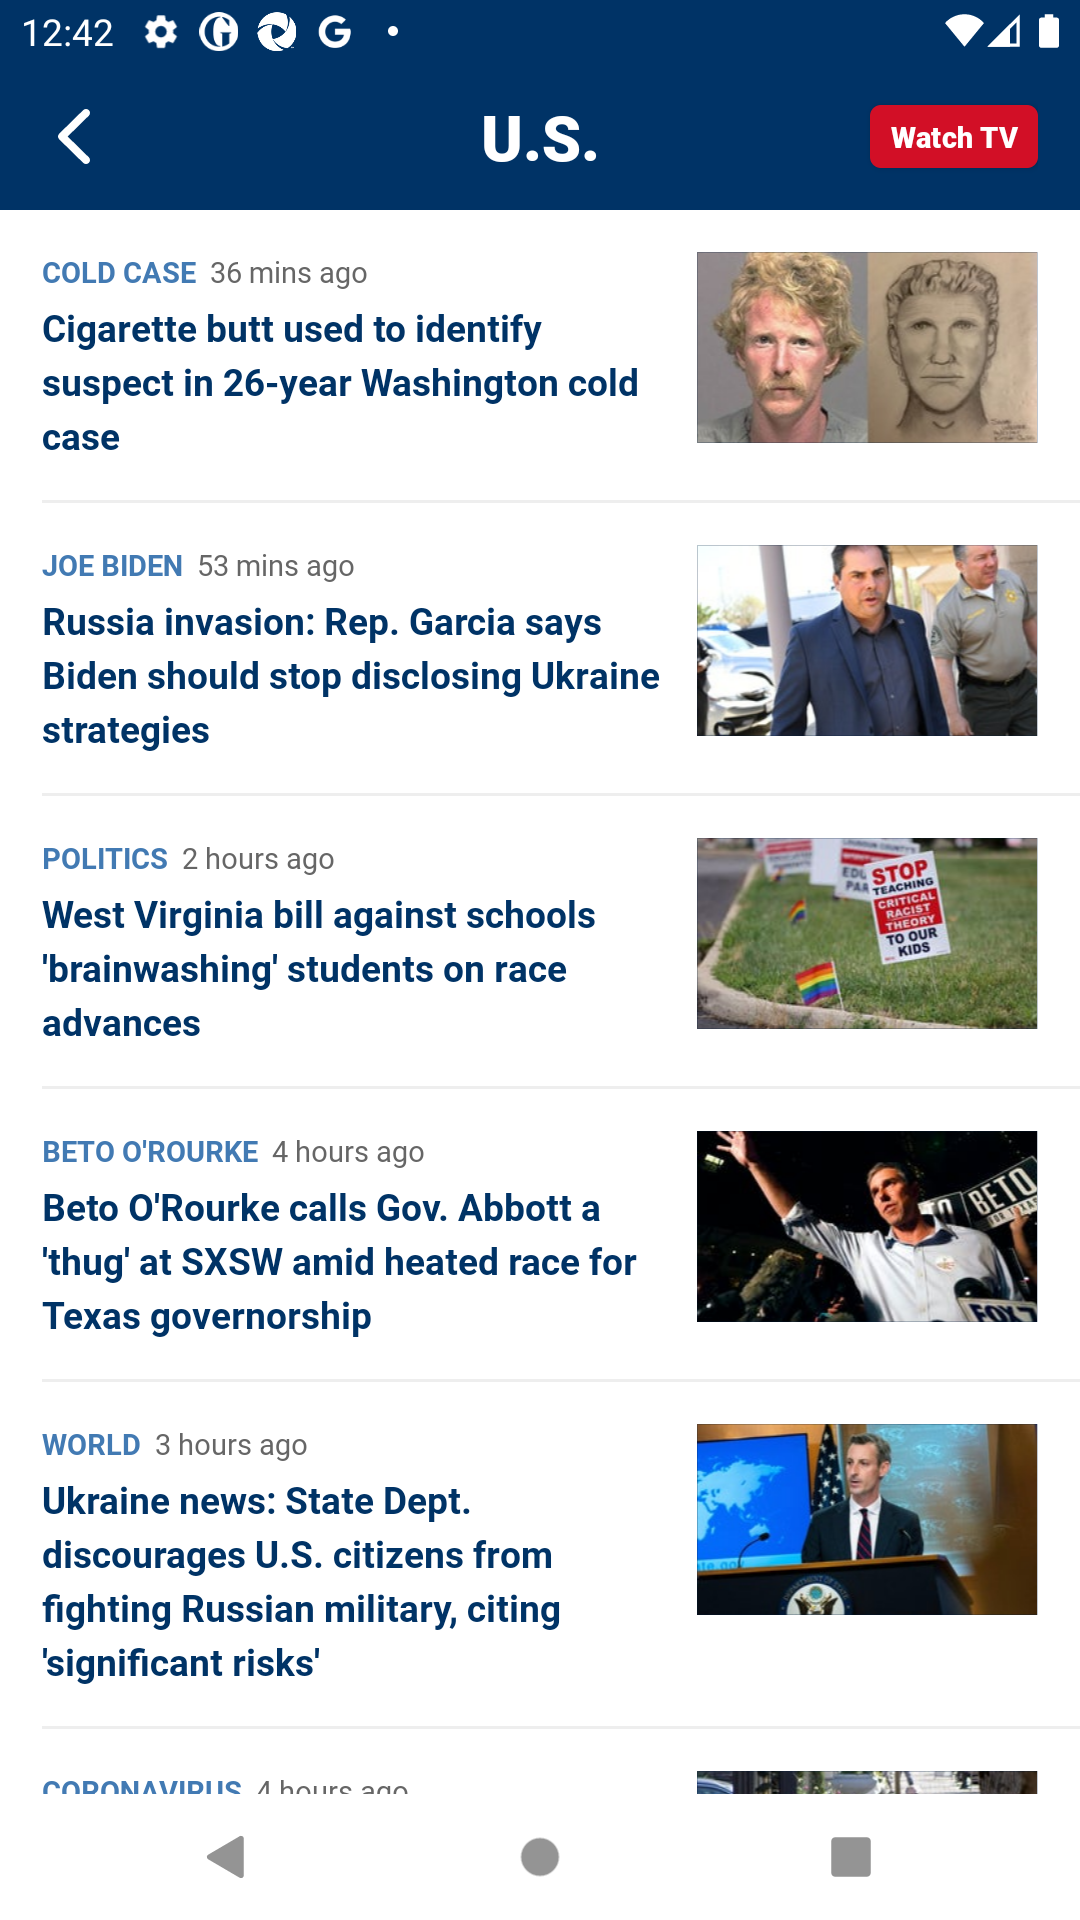 12:42
U.S.
Watch TV
COLD CASE 36 mins ago
Cigarette butt used to identify
suspect in 26-year Washington cold
case
JOE BIDEN 53 mins ago
Russia invasion: Rep. Garcia says
Biden should stop disclosing Ukraine
strategies
POLITICS 2 hours ago
West Virginia bill against schools
'brainwashing' students on race
advances
STOP
TEACHING
CRITICAL
RACIST
THEORY
TO OUR
KIDS
BETO O'ROURKE 4 hours ago
Beto O'Rourke calls Gov. Abbott a
'thug' at SXSW amid heated race for
Texas governorship
BETO
WORLD 3 hours ago
Ukraine news: State Dept.
discourages U.S. citizens from
fighting Russian military, citing
'significant risks'
CORONAVIRUS 4 hours ago